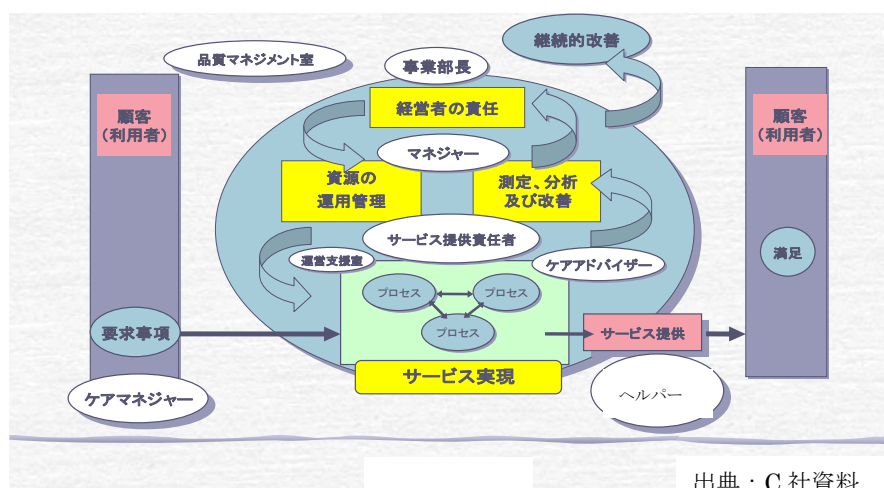 継続的改善
品質マネジメント室
事業部長
顧客
（利用者）
経営者の責任
顧客
（利用者）
マネジャー
資源の
運用管理
測定、分析
及び改善
サービス提供責任者
運営支援室
ケアアドバイザー
満足
プロセス
プロセス
プロセス
要求事項
サービス提供
サービス実現
ケアマネジャー
ヘルパー
出典：C 社資料